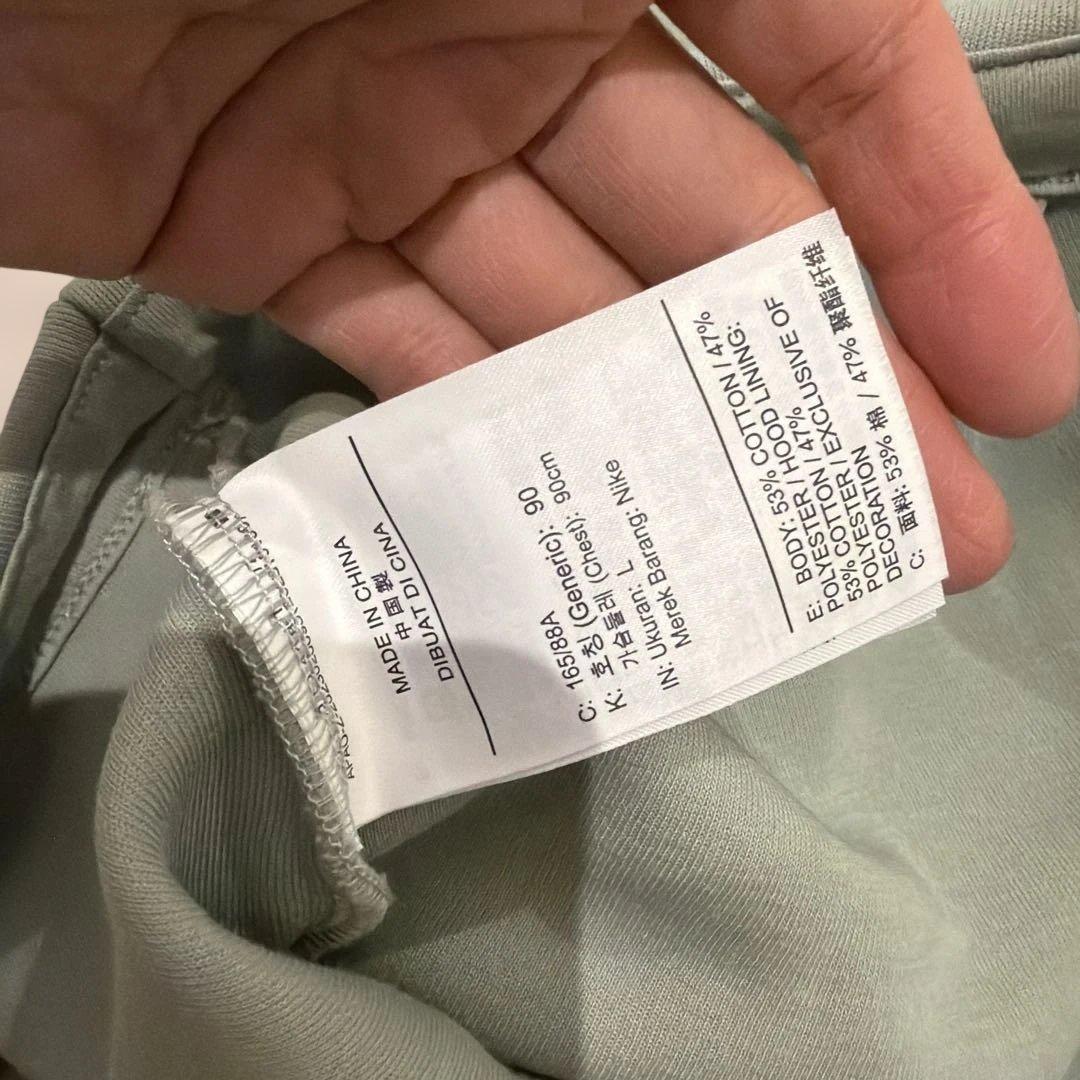 MADE IN CHINA
中國製
DIBUAT DI CINA
C: 165/88A
K: 호칭 (Generic): 90
가슴둘레 (Chest): 90cm
IN: Ukuran: L
Merek Barang: Nike
E: BODY: 53% COTTON / 47%
POLYESTER / HOOD LINING:
53% COTTON / 47%
POLYESTER / EXCLUSIVE OF
DECORATION
C: 面料: 53% 棉 / 47% 聚酯纤维